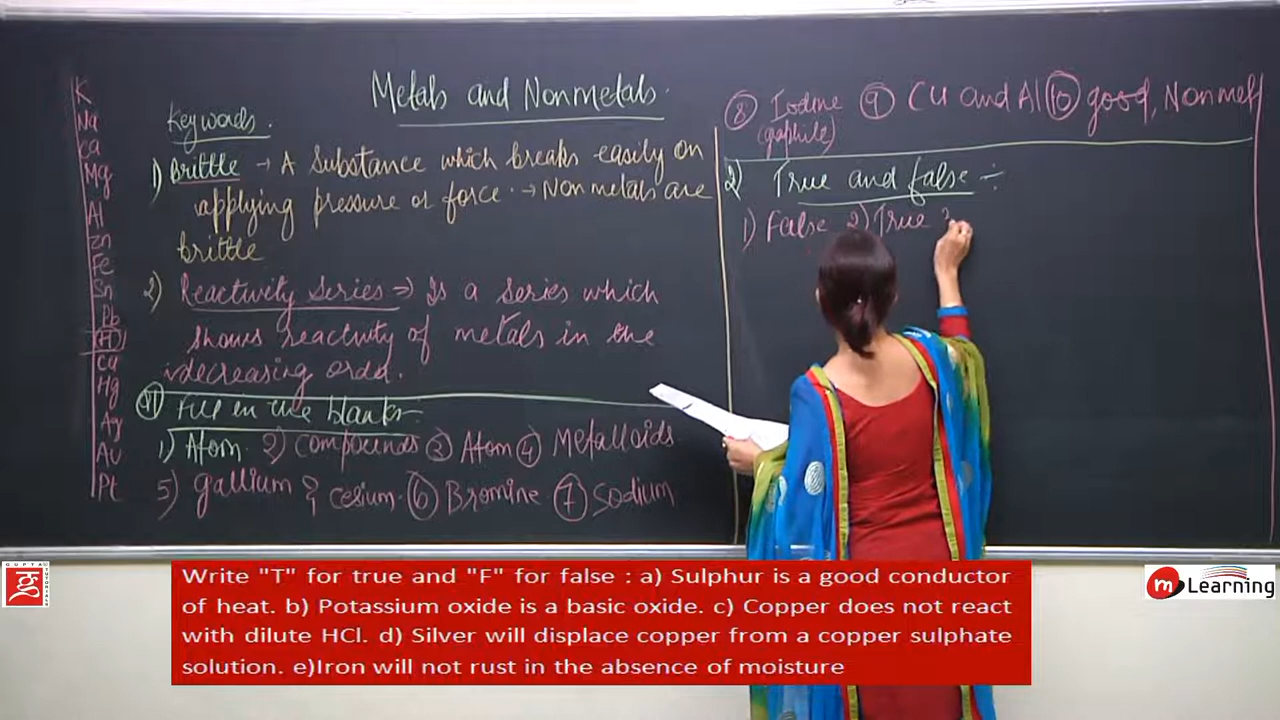 K
Na
Ca
Mg
Al
Zn
Fe
Sn
Pb
(H)
Ca
Hg
Ag
Au
Pt
Metals and Nonmetals.
Keywords.
1) Brittle → A Substance which breaks easily on
applying pressure or force. → Non metals are
brittle
2) Reactivity Series ⇒ Is a series which
shows reactivity of metals in the
decreasing order.
VI Fill in the blanks
1) Atom. 2) Compounds 3 Atom 4 Metalloids
5) gallium & cesium. 6 Bromine 7 Sodium
8 Iodine 9 Cu and Al 10 good, Nonmetl
(graphite)
2) True and false :-
1) False 2) True 3
Write "T" for true and "F" for false : a) Sulphur is a good conductor
of heat. b) Potassium oxide is a basic oxide. c) Copper does not react
with dilute HCl. d) Silver will displace copper from a copper sulphate
solution. e)Iron will not rust in the absence of moisture
GUPTA
TUTORIALS
m Learning